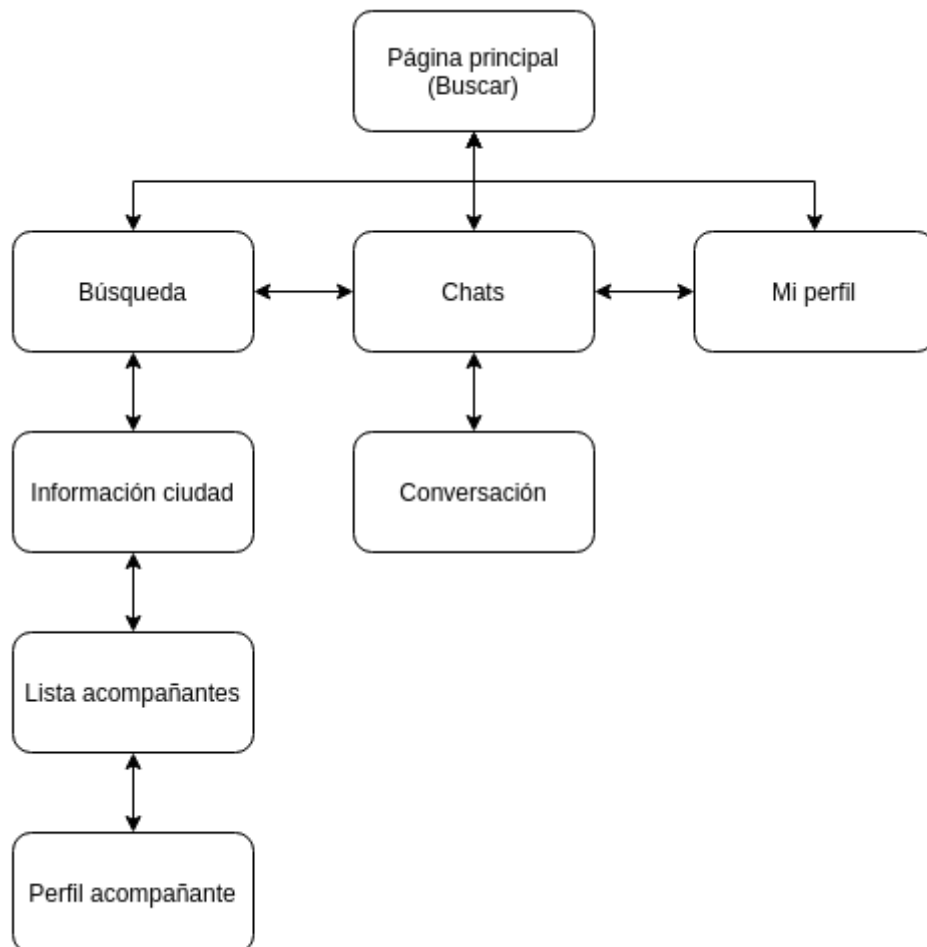 Página principal
(Buscar)
Búsqueda
Chats
Mi perfil
Información ciudad
Conversación
Lista acompañantes
Perfil acompañante